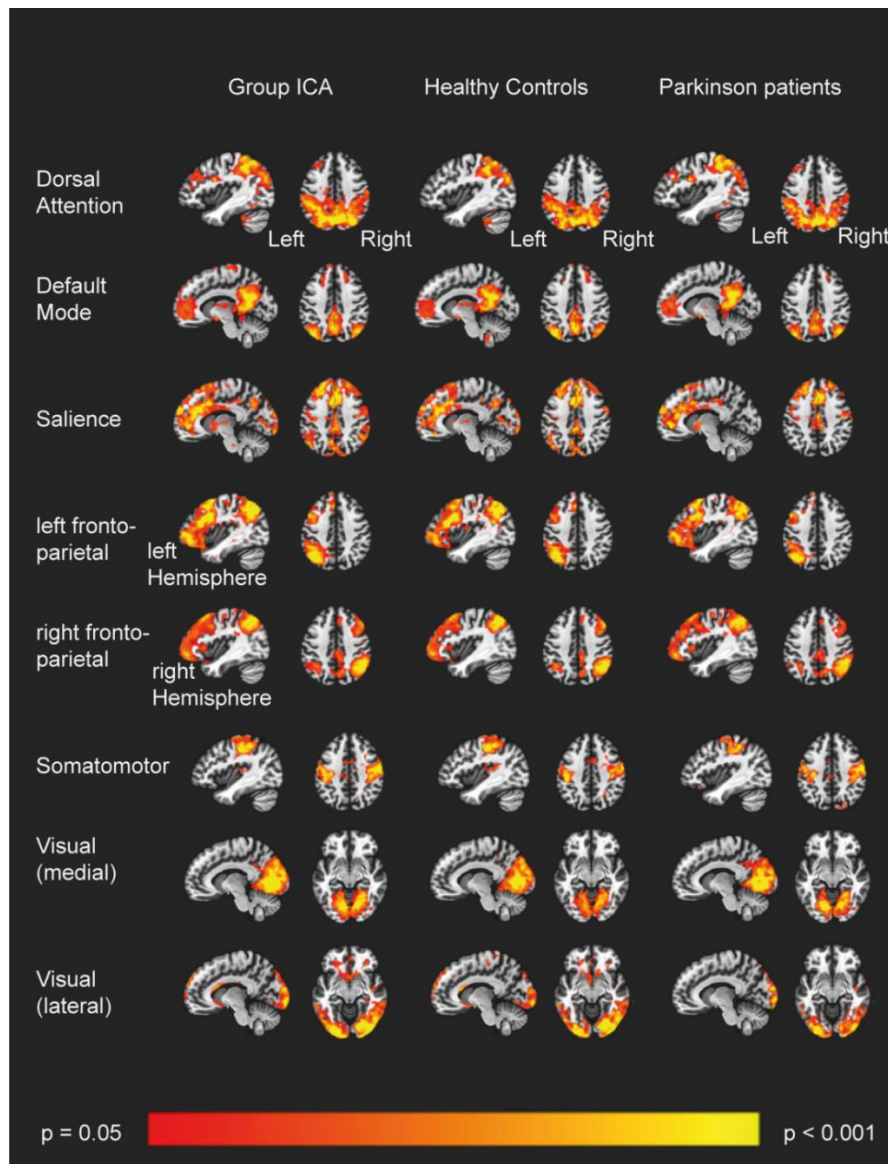 Group ICA Healthy Controls Parkinson patients
Dorsal
Attention
Left Right Left Right Left Right
Default
Mode
Salience
left fronto-
parietal
left
Hemisphere
right fronto-
parietal
right
Hemisphere
Somatomotor
Visual
(medial)
Visual
(lateral)
p = 0.05 p < 0.001